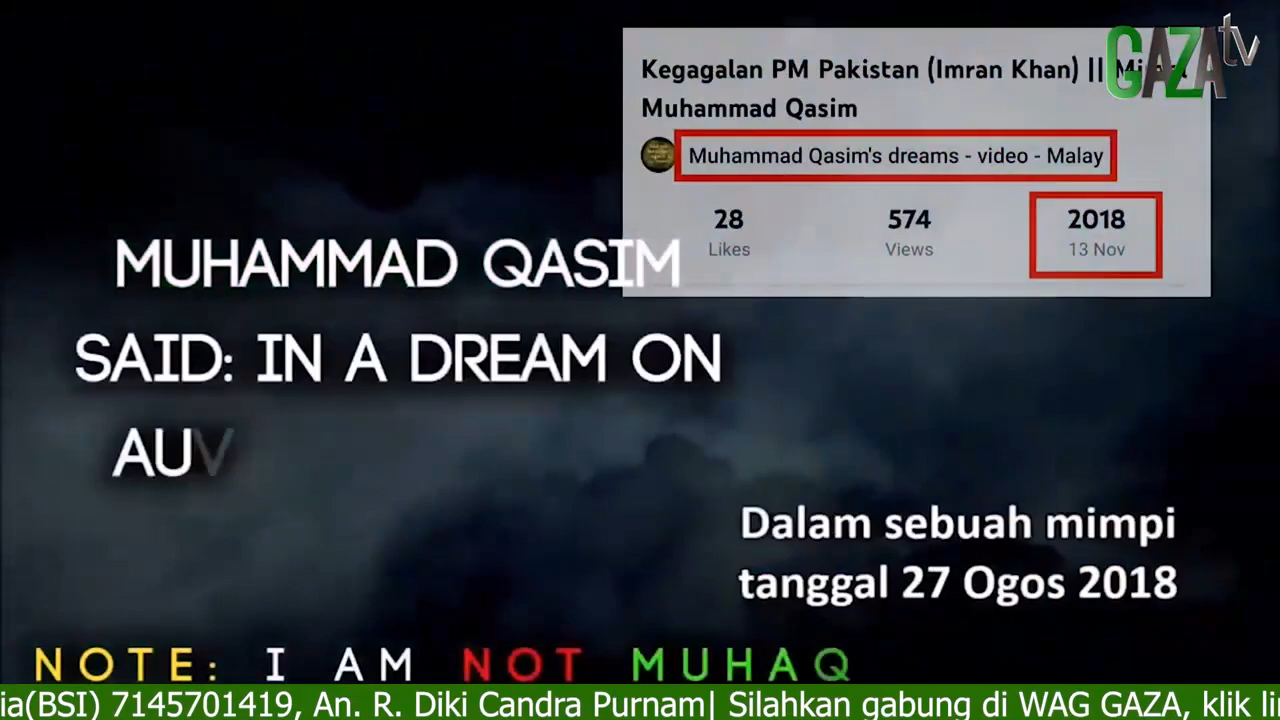 Kegagalan PM Pakistan (Imran Khan) ||
Muhammad Qasim
GAZA tv
Muhammad Qasim's dreams - video - Malay
28
Likes
574
Views
2018
13 Nov
MUHAMMAD QASIM
SAID: IN A DREAM ON
AU
Dalam sebuah mimpi
tanggal 27 Ogos 2018
NOTE: I AM NOT MUHAQ
ia(BSI) 7145701419, An. R. Diki Candra Purnam| Silahkan gabung di WAG GAZA, klik li